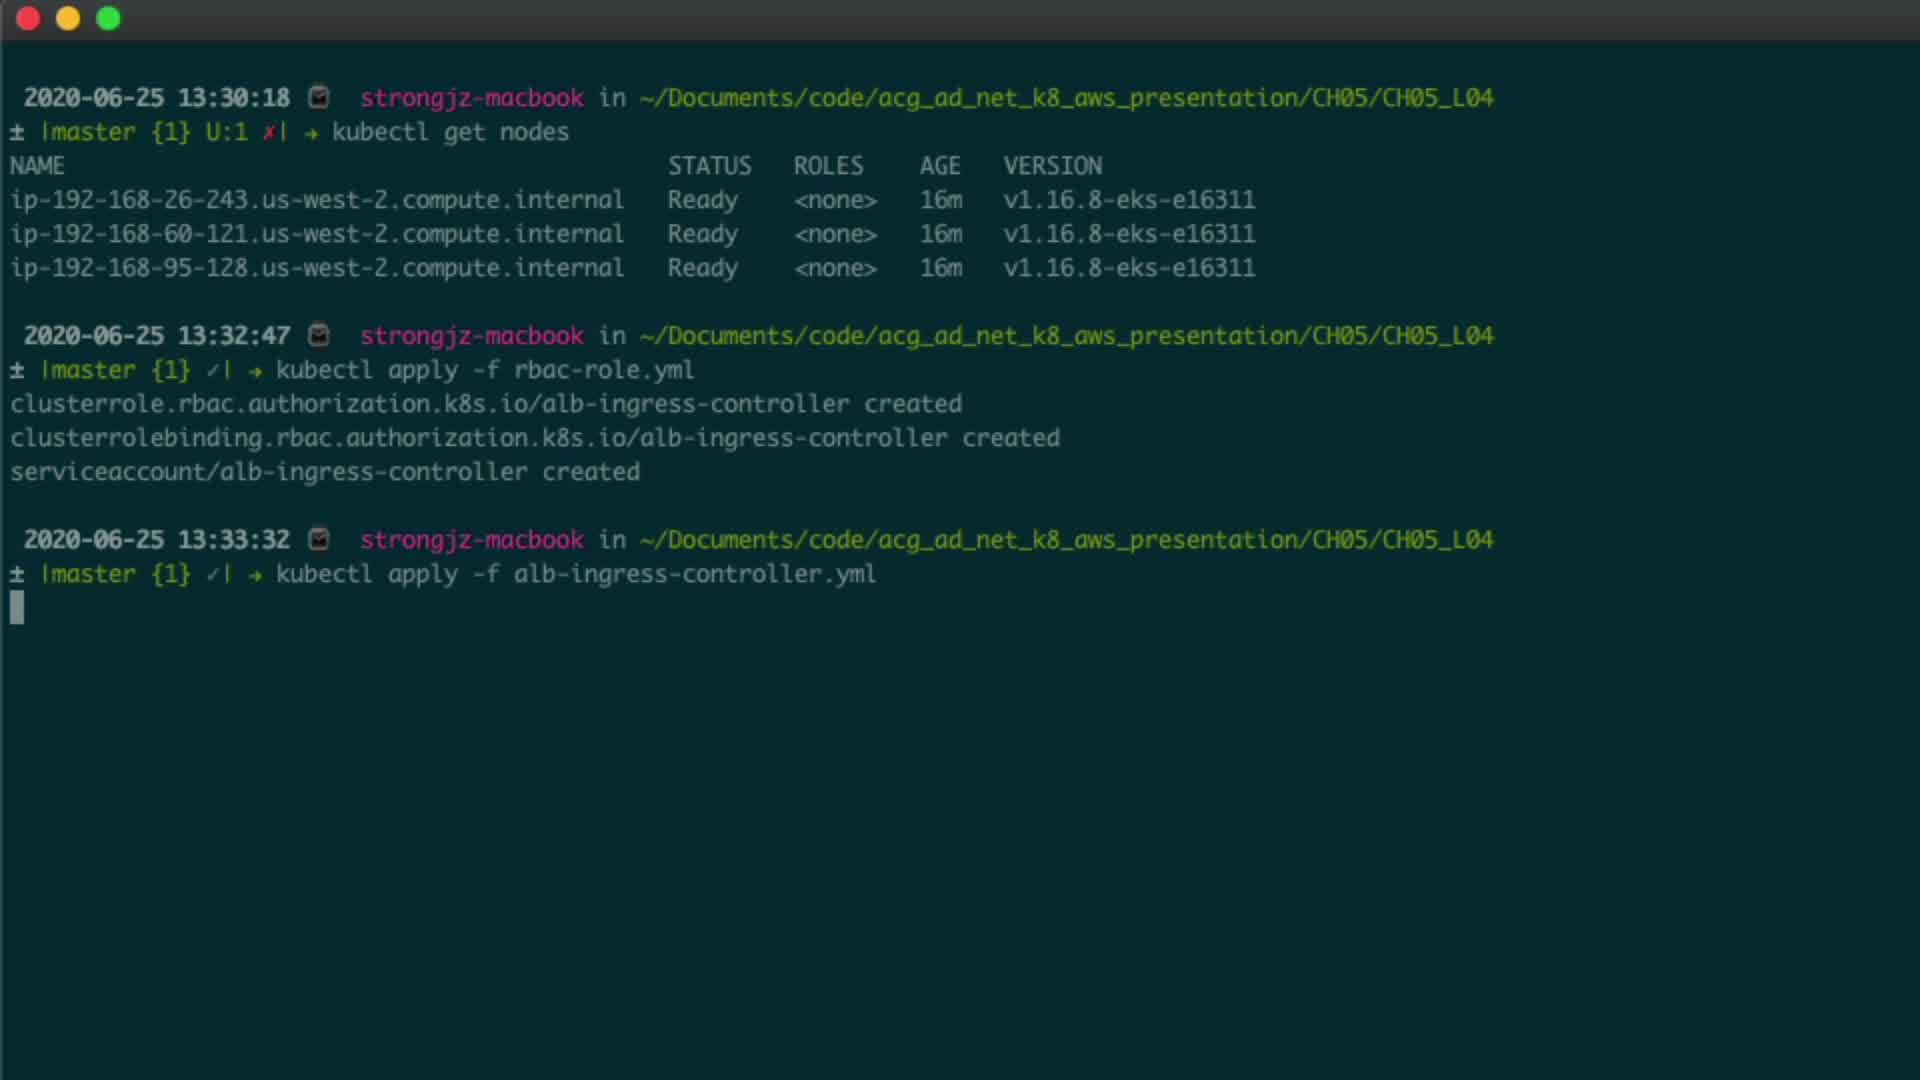 2020-06-25 13:30:18 strongjz-macbook in ~/Documents/code/acg_ad_net_k8_aws_presentation/CH05/CH05_L04
± |master {1} U:1 ✗| → kubectl get nodes
NAME STATUS ROLES AGE VERSION
ip-192-168-26-243.us-west-2.compute.internal Ready <none> 16m v1.16.8-eks-e16311
ip-192-168-60-121.us-west-2.compute.internal Ready <none> 16m v1.16.8-eks-e16311
ip-192-168-95-128.us-west-2.compute.internal Ready <none> 16m v1.16.8-eks-e16311
2020-06-25 13:32:47 strongjz-macbook in ~/Documents/code/acg_ad_net_k8_aws_presentation/CH05/CH05_L04
± |master {1} ✓| → kubectl apply -f rbac-role.yml
clusterrole.rbac.authorization.k8s.io/alb-ingress-controller created
clusterrolebinding.rbac.authorization.k8s.io/alb-ingress-controller created
serviceaccount/alb-ingress-controller created
2020-06-25 13:33:32 strongjz-macbook in ~/Documents/code/acg_ad_net_k8_aws_presentation/CH05/CH05_L04
± |master {1} ✓| → kubectl apply -f alb-ingress-controller.yml